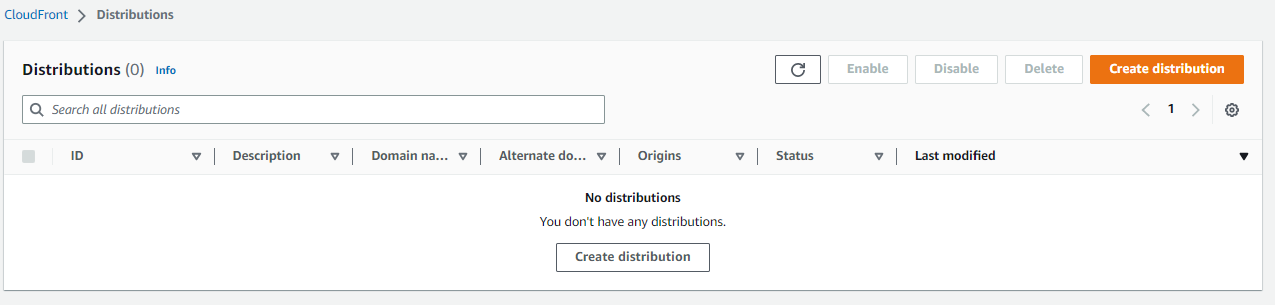 CloudFront > Distributions
Distributions (0) Info Enable Disable Delete Create distribution
Search all distributions 1
ID Description Domain na... Alternate do... Origins Status Last modified
No distributions
You don't have any distributions.
Create distribution